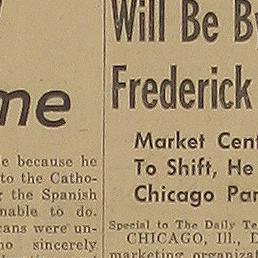 me
e because he
to the Catho-
the Spanish
nable to do.
cans were un-
no sincerely
Will Be B
Frederick
Market Cent
To Shift, He
Chicago Par
Special to The Daily Te
CHICAGO, Ill., D
marketing organizat